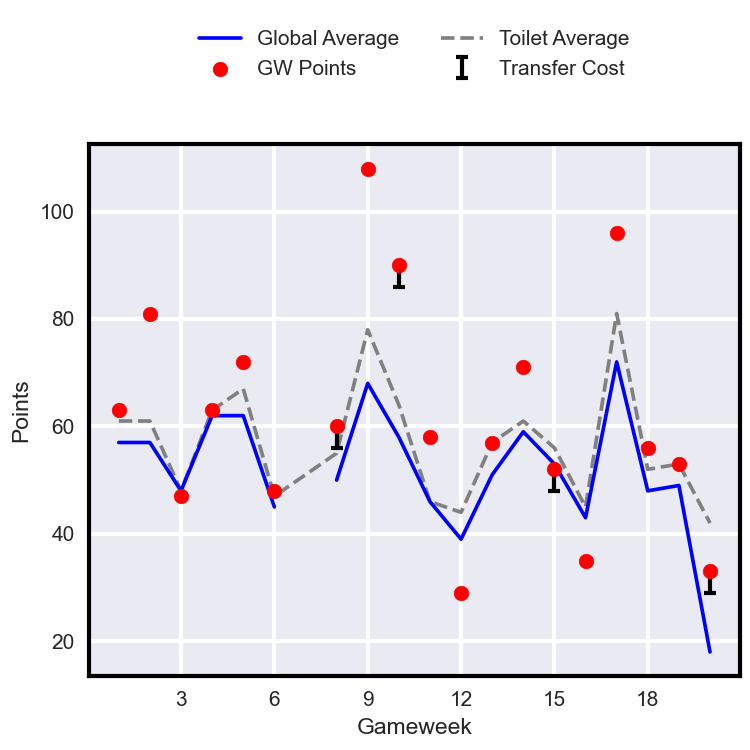 Global Average
Toilet Average
GW Points
Transfer Cost
100
80
60
40
20
Points
3 6 9 12 15 18
Gameweek